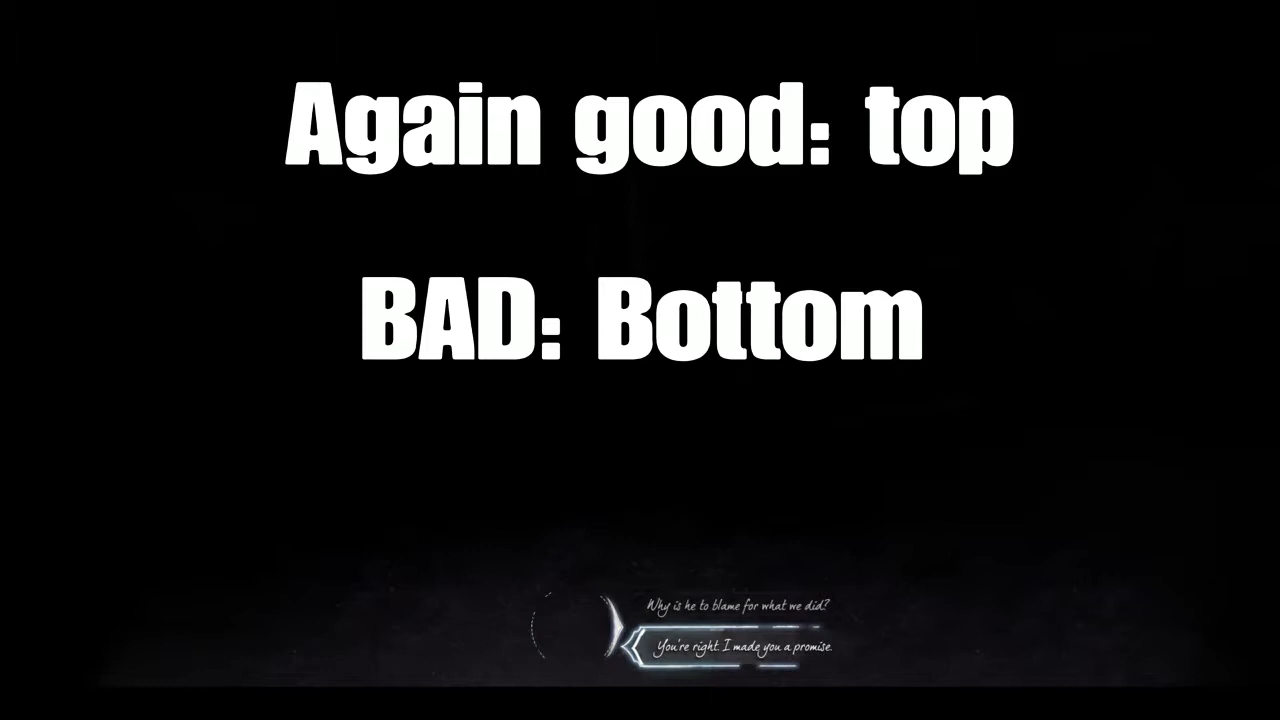 Again good: top
BAD: Bottom
Why is he to blame for what we did?
You're right. I made you a promise.